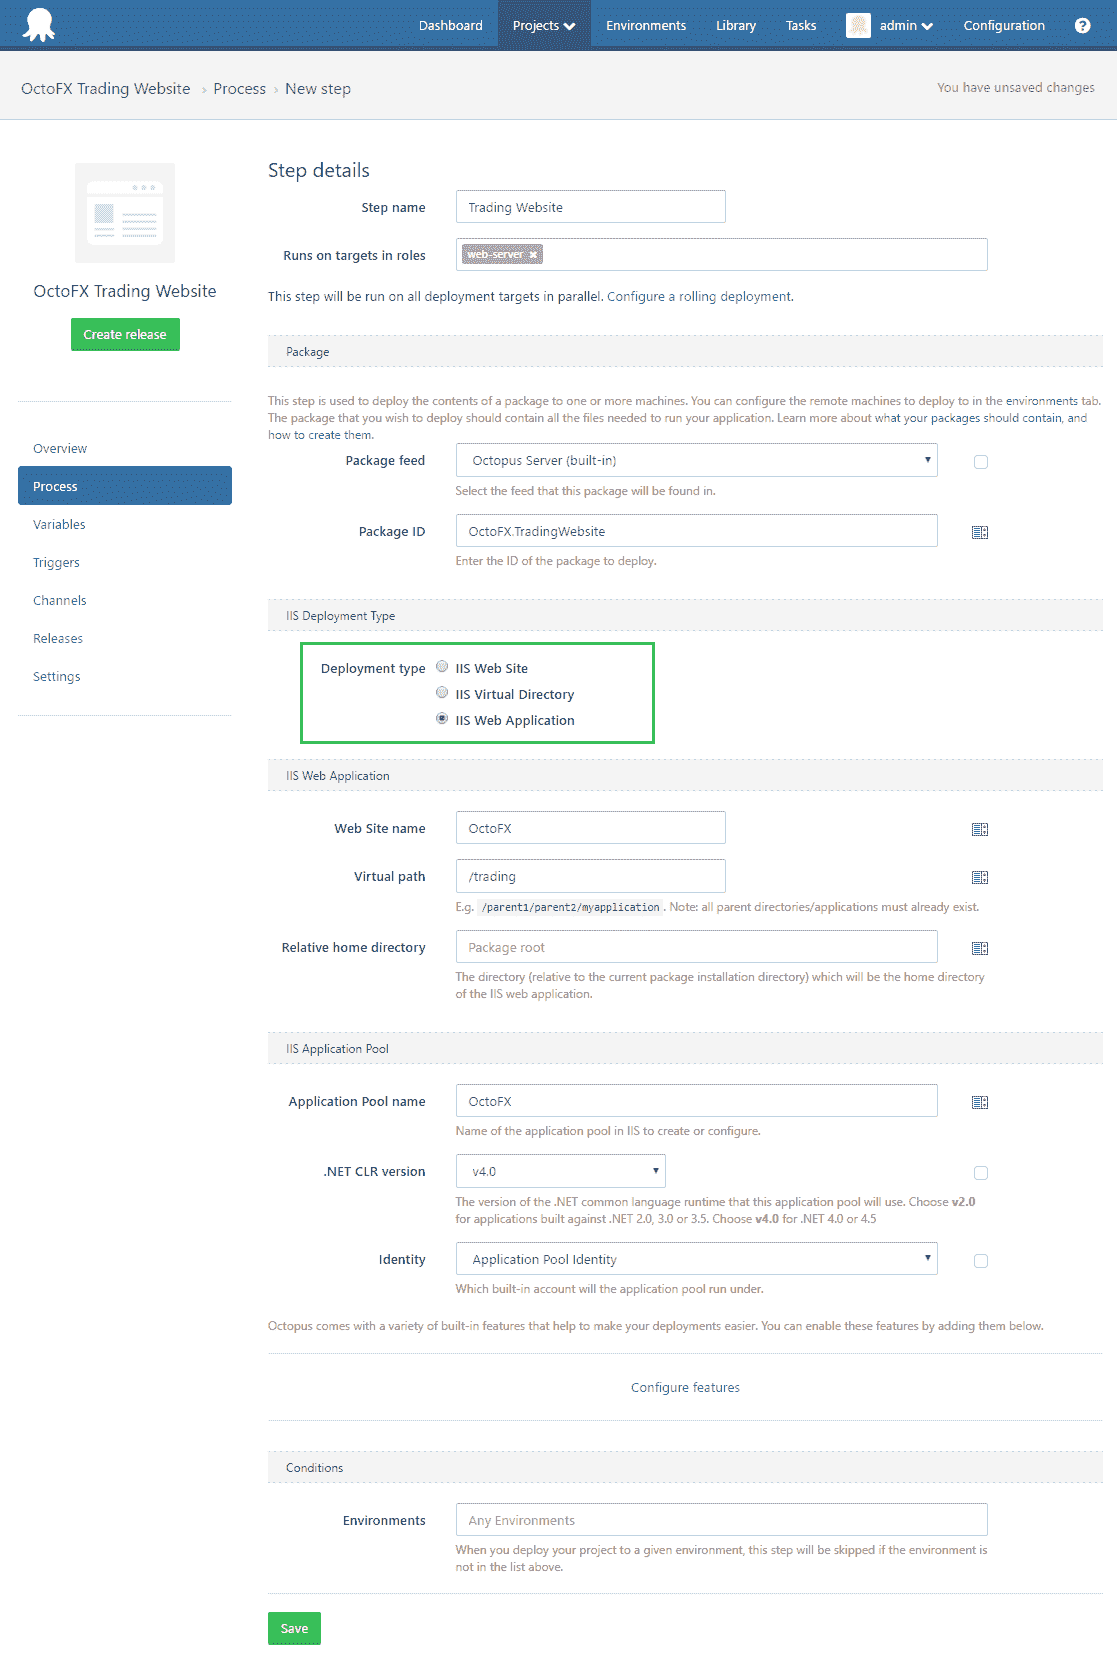 Dashboard Projects Environments Library Tasks admin Configuration ?
OctoFX Trading Website › Process › New step
You have unsaved changes
OctoFX Trading Website
Create release
Overview
Process
Variables
Triggers
Channels
Releases
Settings
Step details
Step name Trading Website
Runs on targets in roles web-server ×
This step will be run on all deployment targets in parallel. Configure a rolling deployment.
Package
This step is used to deploy the contents of a package to one or more machines. You can configure the remote machines to deploy to in the environments tab.
The package that you wish to deploy should contain all the files needed to run your application. Learn more about what your packages should contain, and
how to create them.
Package feed Octopus Server (built-in)
Select the feed that this package will be found in.
Package ID OctoFX.TradingWebsite
Enter the ID of the package to deploy.
IIS Deployment Type
Deployment type IIS Web Site
IIS Virtual Directory
IIS Web Application
IIS Web Application
Web Site name OctoFX
Virtual path /trading
E.g. /parent1/parent2/myapplication. Note: all parent directories/applications must already exist.
Relative home directory Package root
The directory (relative to the current package installation directory) which will be the home directory
of the IIS web application.
IIS Application Pool
Application Pool name OctoFX
Name of the application pool in IIS to create or configure.
.NET CLR version v4.0
The version of the .NET common language runtime that this application pool will use. Choose v2.0
for applications built against .NET 2.0, 3.0 or 3.5. Choose v4.0 for .NET 4.0 or 4.5
Identity Application Pool Identity
Which built-in account will the application pool run under.
Octopus comes with a variety of built-in features that help to make your deployments easier. You can enable these features by adding them below.
Configure features
Conditions
Environments Any Environments
When you deploy your project to a given environment, this step will be skipped if the environment is
not in the list above.
Save